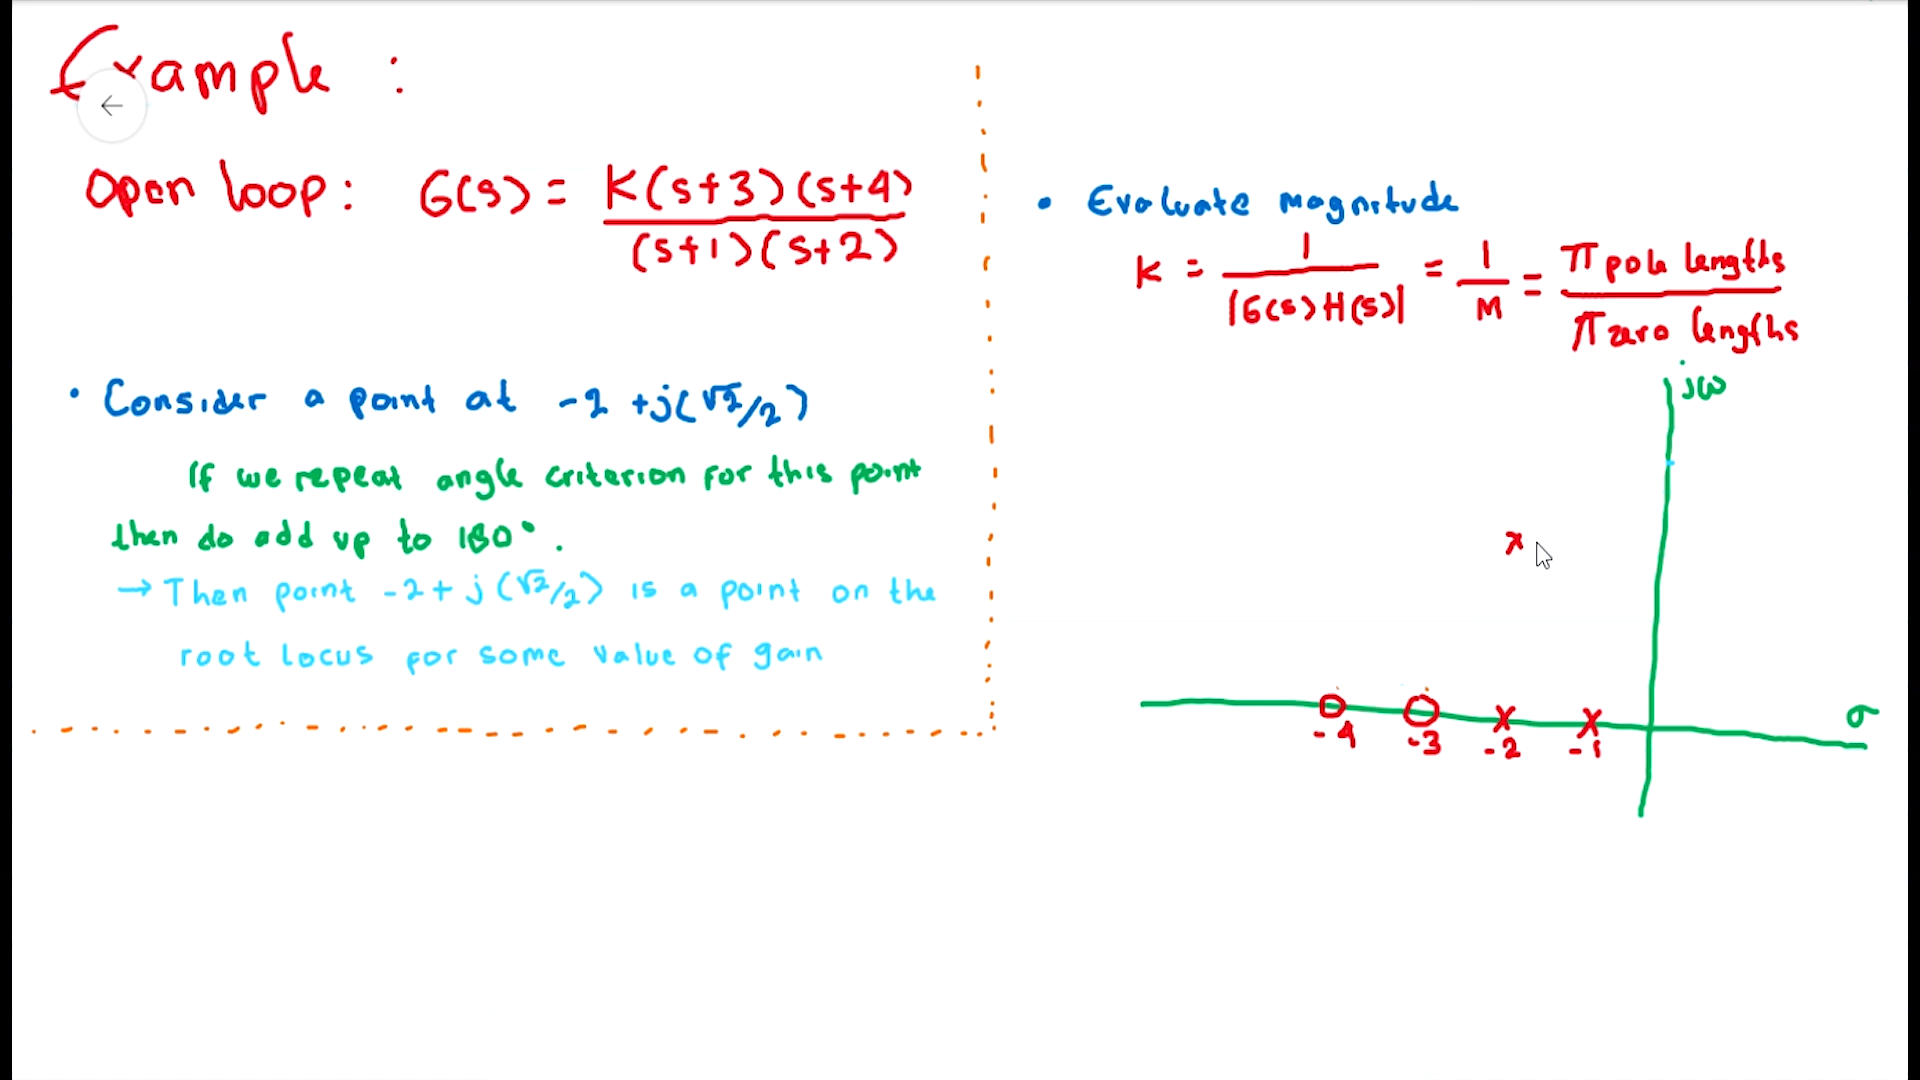 Example :
Open loop: G(s) = K(s+3)(s+4)
(s+1)(s+2)
• Consider a point at -2 +j(√2/2)
If we repeat angle criterion for this point
then do add up to 180°.
→ Then point -2+j(√2/2) is a point on the
root locus for some value of gain
• Evaluate magnitude
K = 1 / |G(s)H(s)| = 1 / M = π pole lengths / π zero lengths
jω
σ
-4 -3 -2 -1